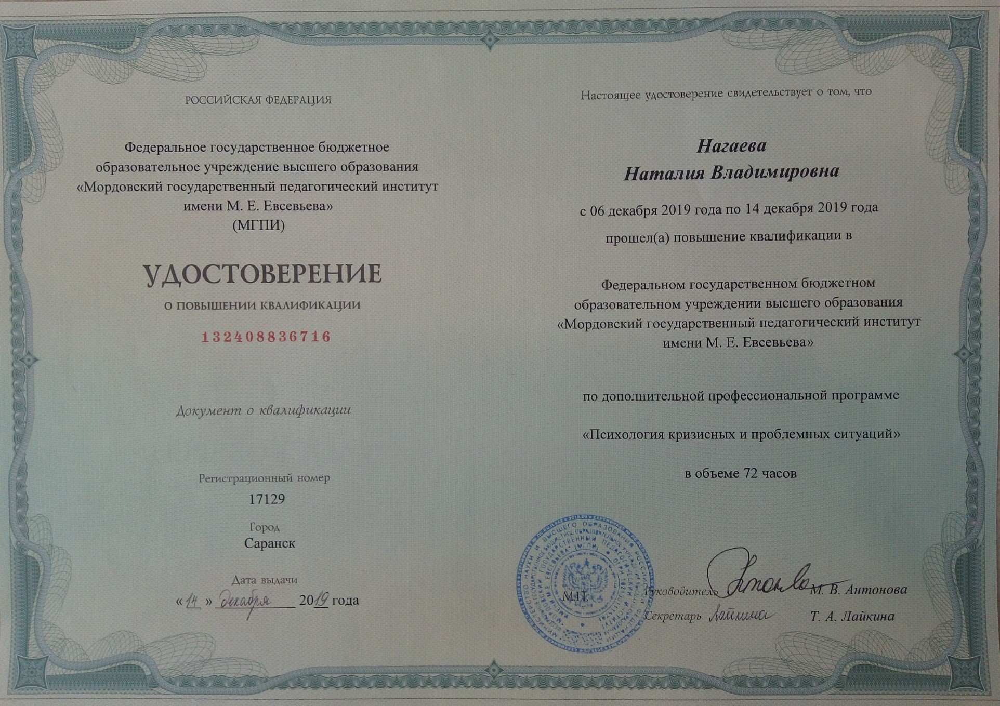 РОССИЙСКАЯ ФЕДЕРАЦИЯ
Федеральное государственное бюджетное
образовательное учреждение высшего образования
«Мордовский государственный педагогический институт
имени М. Е. Евсевьева»
(МГПИ)
УДОСТОВЕРЕНИЕ
О ПОВЫШЕНИИ КВАЛИФИКАЦИИ
132408836716
Документ о квалификации
Регистрационный номер
17129
Город
Саранск
Дата выдачи
«14» декабря 2019 года
Настоящее удостоверение свидетельствует о том, что
Нагаева
Наталия Владимировна
с 06 декабря 2019 года по 14 декабря 2019 года
прошел(а) повышение квалификации в
Федеральном государственном бюджетном
образовательном учреждении высшего образования
«Мордовский государственный педагогический институт
имени М. Е. Евсевьева»
по дополнительной профессиональной программе
«Психология кризисных и проблемных ситуаций»
в объеме 72 часов
М.П.
Руководитель М. В. Антонова
Секретарь Лайкина Т. А. Лайкина